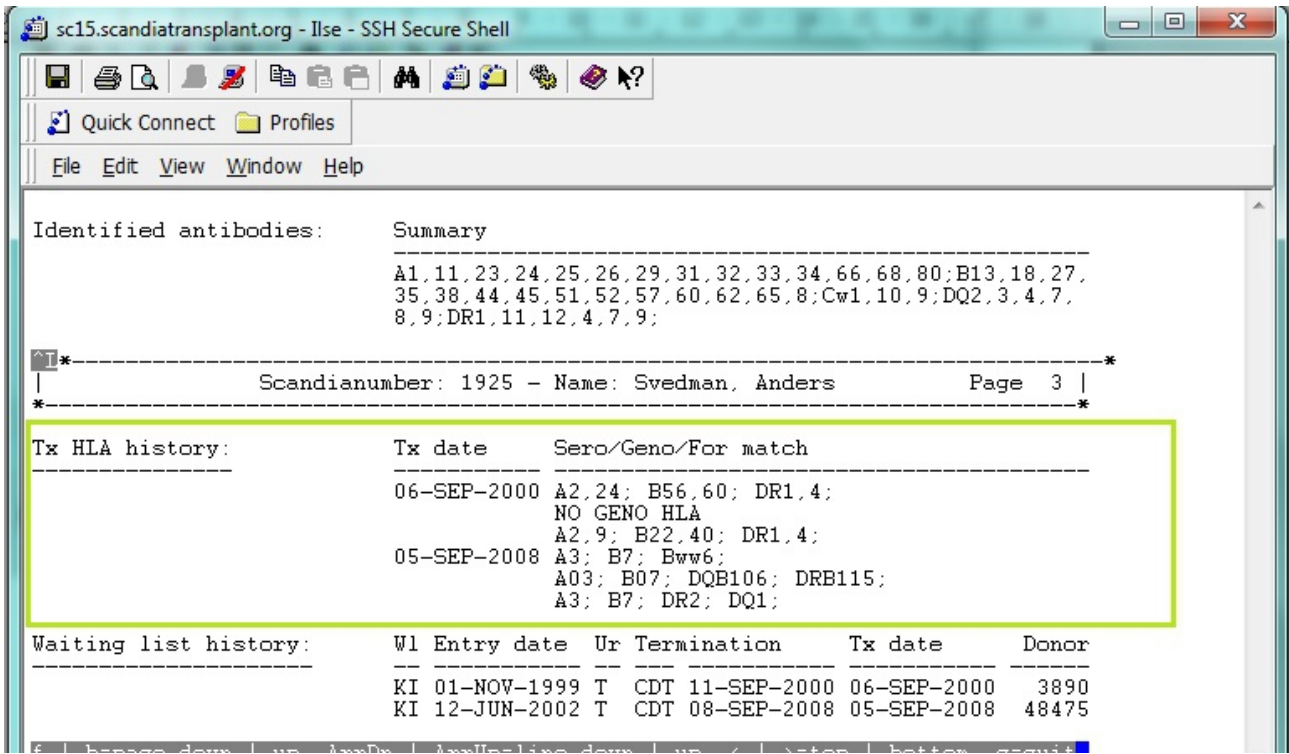 sc15.scandiatransplant.org - Ilse - SSH Secure Shell
Quick Connect Profiles
File Edit View Window Help
Identified antibodies: Summary
A1,11,23,24,25,26,29,31,32,33,34,66,68,80;B13,18,27,
35,38,44,45,51,52,57,60,62,65,8;Cw1,10,9;DQ2,3,4,7,
8,9;DR1,11,12,4,7,9;
^I*------------------------------------------------------------------------------*
| Scandianumber: 1925 - Name: Svedman, Anders Page 3 |
*------------------------------------------------------------------------------*
Tx HLA history: Tx date Sero/Geno/For match
06-SEP-2000 A2,24; B56,60; DR1,4;
NO GENO HLA
A2,9; B22,40; DR1,4;
05-SEP-2008 A3; B7; Bww6;
A03; B07; DQB106; DRB115;
A3; B7; DR2; DQ1;
Waiting list history: Wl Entry date Ur Termination Tx date Donor
KI 01-NOV-1999 T CDT 11-SEP-2000 06-SEP-2000 3890
KI 12-JUN-2002 T CDT 08-SEP-2008 05-SEP-2008 48475